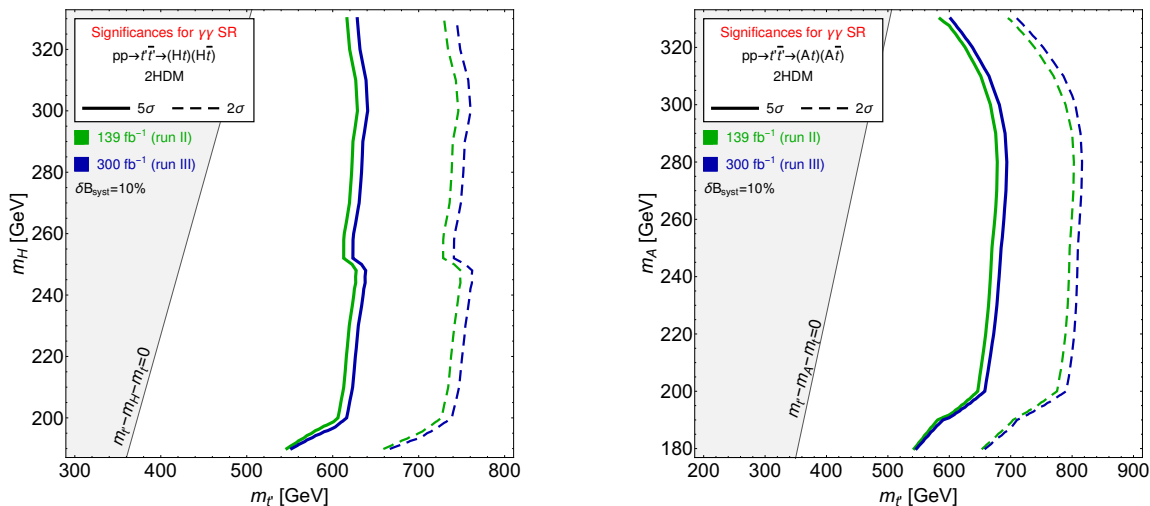 Significances for γγ SR
pp→t't̄'→(Ht)(Ht̄)
2HDM
5σ 2σ
139 fb⁻¹ (run II)
300 fb⁻¹ (run III)
δB_syst=10%
m_t'−m_H−m_t=0
m_H [GeV]
320
300
280
260
240
220
200
300 400 500 600 700 800
m_t' [GeV]
Significances for γγ SR
pp→t't̄'→(At)(At̄)
2HDM
5σ 2σ
139 fb⁻¹ (run II)
300 fb⁻¹ (run III)
δB_syst=10%
m_t'−m_A−m_t=0
m_A [GeV]
320
300
280
260
240
220
200
180
200 300 400 500 600 700 800 900
m_t' [GeV]